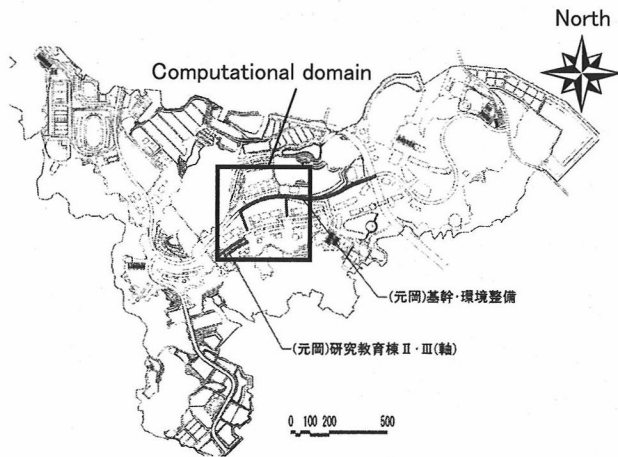 North
Computational domain
(元岡)基幹・環境整備
(元岡)研究教育棟Ⅱ・Ⅲ(軸)
0 100 200 500